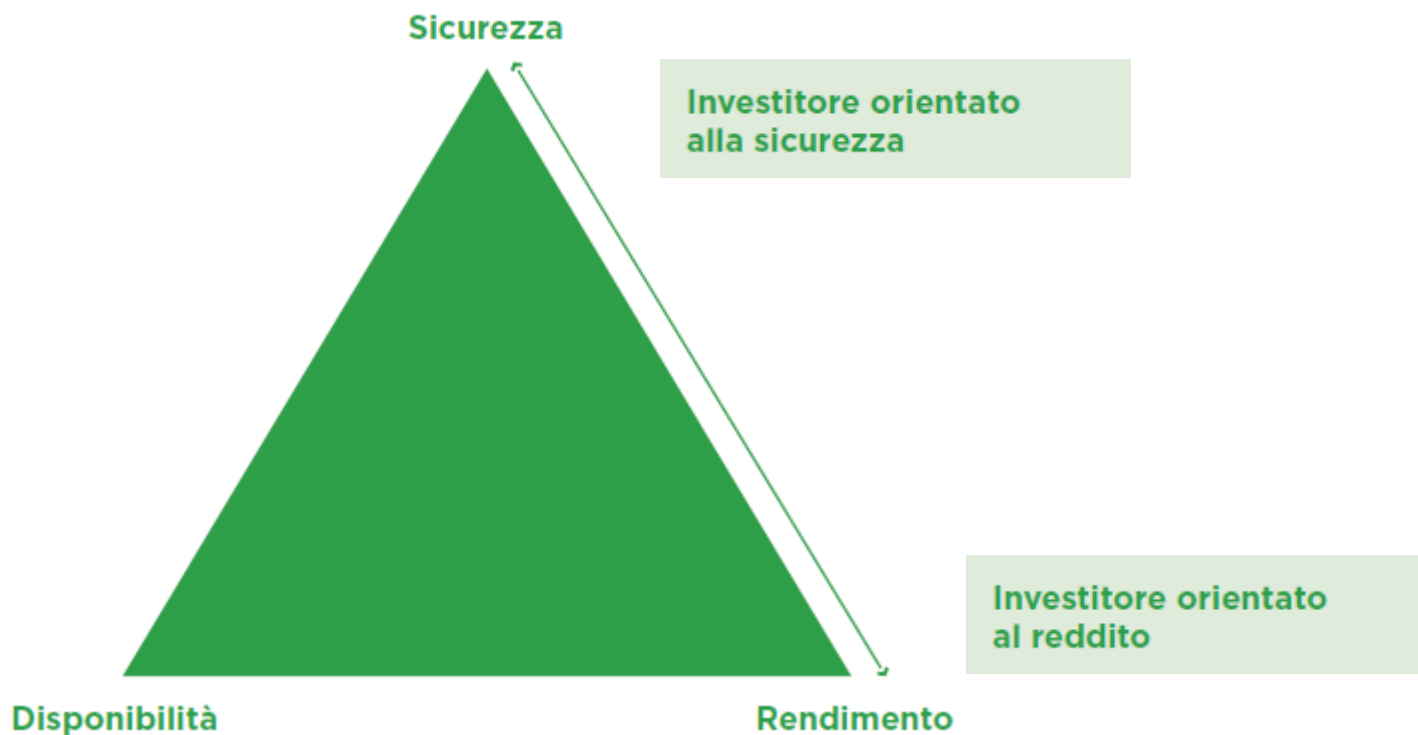 Sicurezza
Investitore orientato
alla sicurezza
Investitore orientato
al reddito
Disponibilità
Rendimento